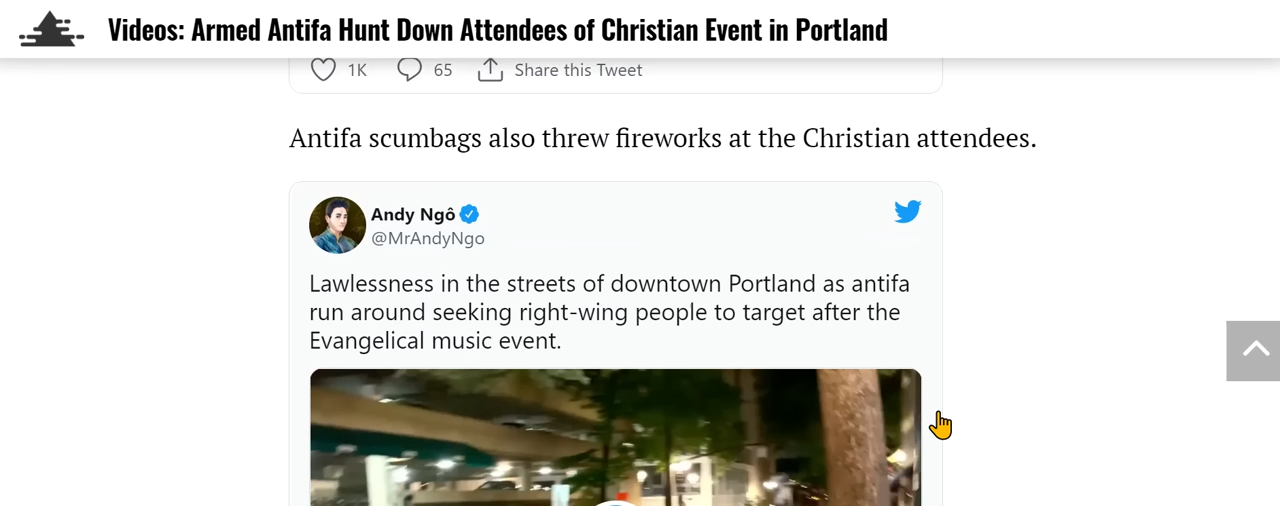 Videos: Armed Antifa Hunt Down Attendees of Christian Event in Portland
1K 65 Share this Tweet
Antifa scumbags also threw fireworks at the Christian attendees.
Andy Ngô
@MrAndyNgo
Lawlessness in the streets of downtown Portland as antifa
run around seeking right-wing people to target after the
Evangelical music event.